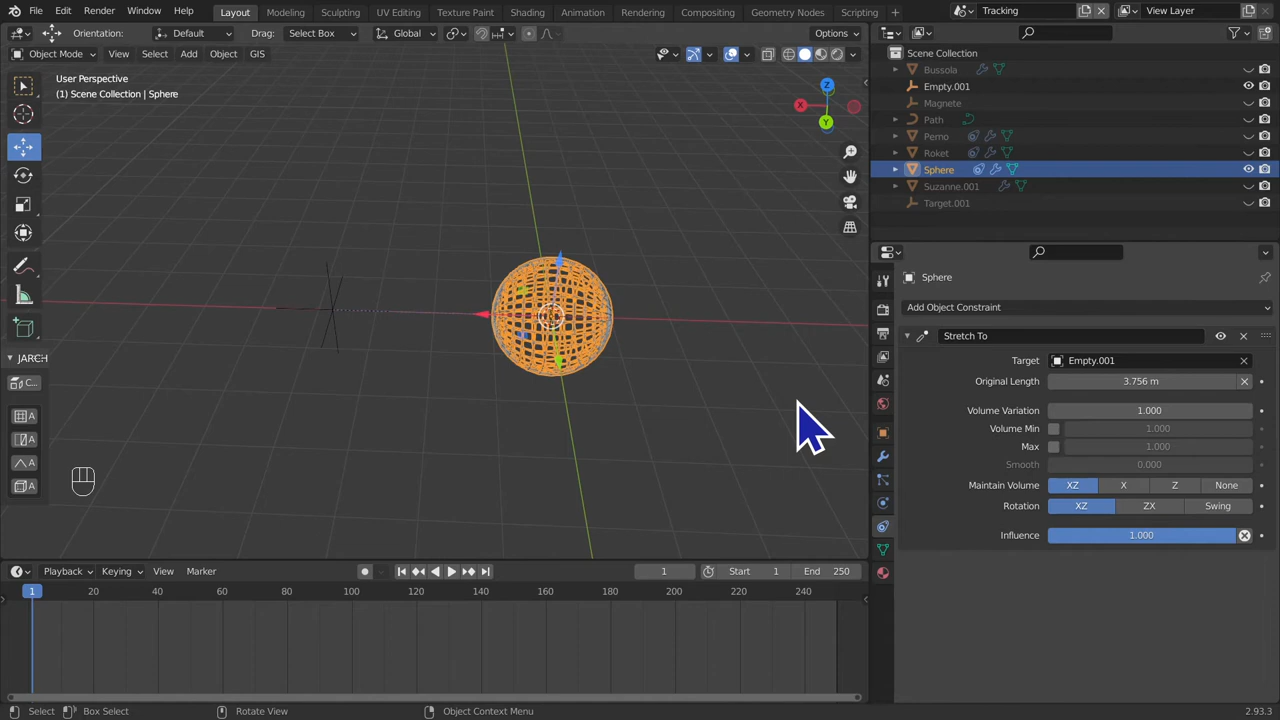 File Edit Render Window Help Layout Modeling Sculpting UV Editing Texture Paint Shading Animation Rendering Compositing Geometry Nodes Scripting Tracking View Layer
Orientation: Default Drag: Select Box Global Options
Object Mode View Select Add Object GIS
User Perspective
(1) Scene Collection | Sphere
Z
X
Y
JARCH
C...
A
A
A
A
Scene Collection
Bussola
Empty.001
Magnete
Path
Perno
Roket
Sphere
Suzanne.001
Target.001
Sphere
Add Object Constraint
Stretch To
Target Empty.001
Original Length 3.756 m
Volume Variation 1.000
Volume Min 1.000
Max 1.000
Smooth 0.000
Maintain Volume XZ X Z None
Rotation XZ ZX Swing
Influence 1.000
Playback Keying View Marker 1 Start 1 End 250
1 20 40 60 80 100 120 140 160 180 200 220 240
Select Box Select Rotate View Object Context Menu 2.93.3